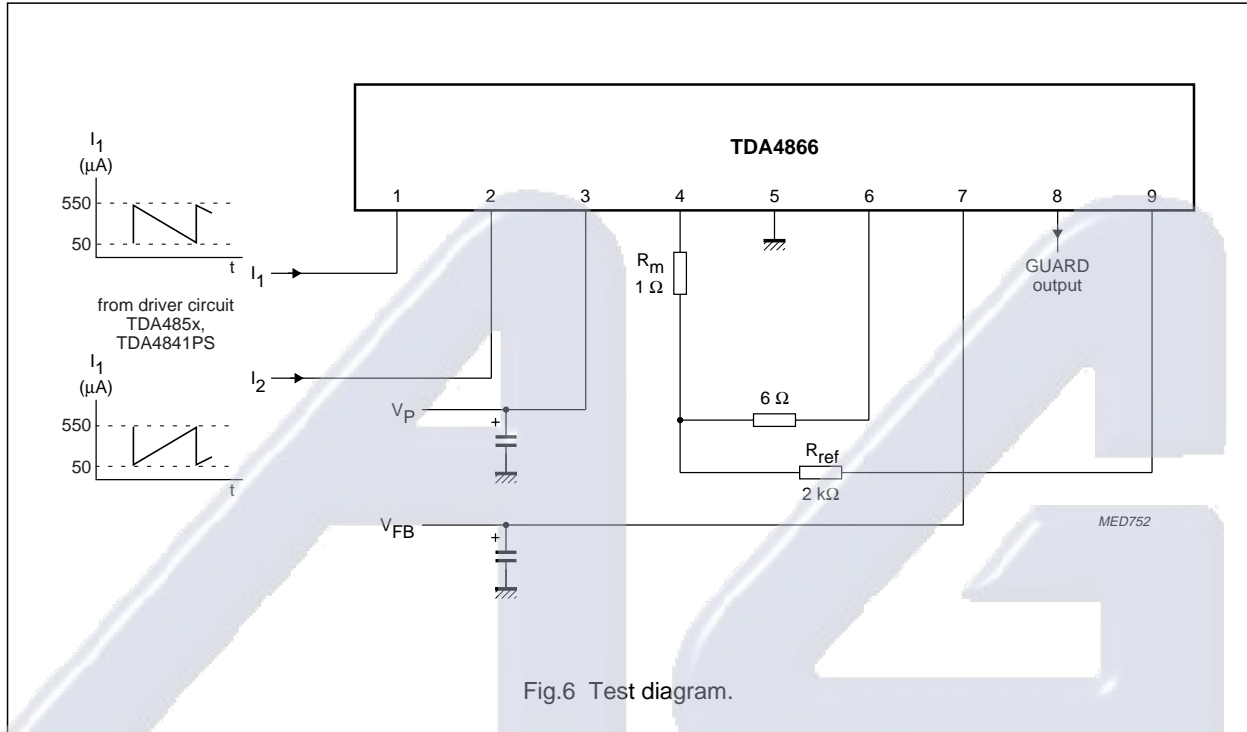 TDA4866
1 2 3 4 5 6 7 8 9
I1
(µA)
550
50
t
I1
from driver circuit
TDA485x,
TDA4841PS
I1
(µA)
550
50
t
I2
VP
+
VFB
+
Rm
1 Ω
6 Ω
Rref
2 kΩ
GUARD
output
MED752
Fig.6 Test diagram.